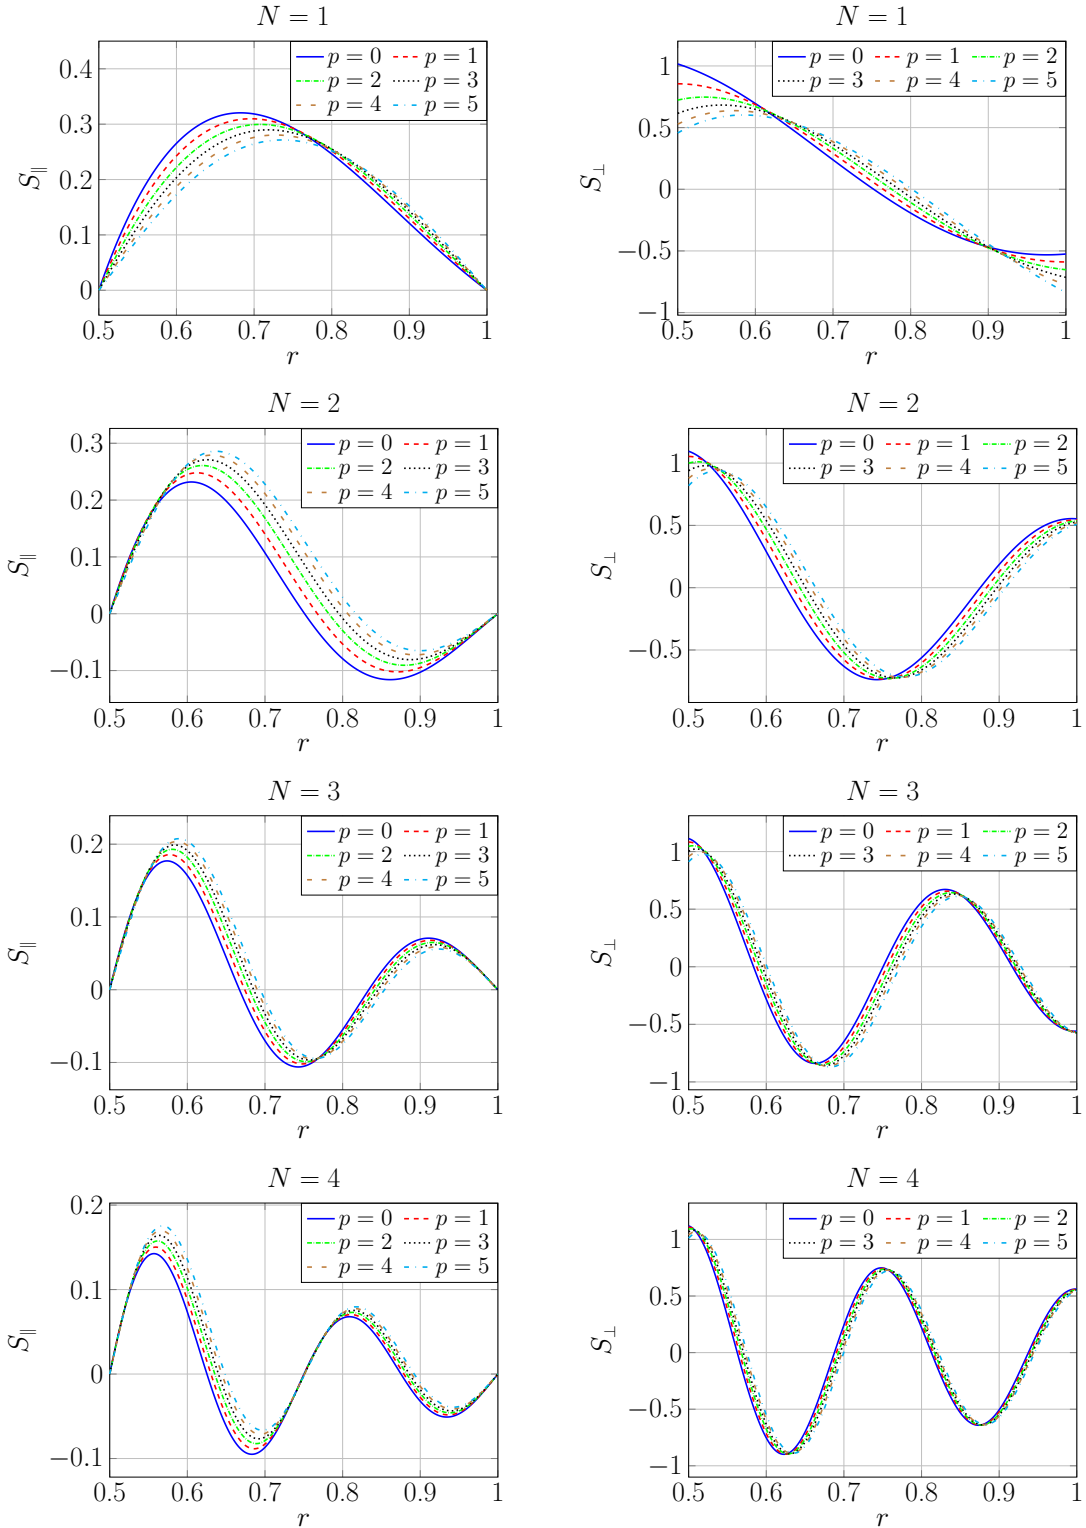 N = 1
0.4
0.3
0.2
0.1
0
S∥
p = 0 p = 1
p = 2 p = 3
p = 4 p = 5
0.5 0.6 0.7 0.8 0.9 1
r
N = 1
1
0.5
0
−0.5
−1
S⊥
p = 0 p = 1 p = 2
p = 3 p = 4 p = 5
0.5 0.6 0.7 0.8 0.9 1
r
N = 2
0.3
0.2
0.1
0
−0.1
S∥
p = 0 p = 1
p = 2 p = 3
p = 4 p = 5
0.5 0.6 0.7 0.8 0.9 1
r
N = 2
1
0.5
0
−0.5
S⊥
p = 0 p = 1 p = 2
p = 3 p = 4 p = 5
0.5 0.6 0.7 0.8 0.9 1
r
N = 3
0.2
0.1
0
−0.1
S∥
p = 0 p = 1
p = 2 p = 3
p = 4 p = 5
0.5 0.6 0.7 0.8 0.9 1
r
N = 3
1
0.5
0
−0.5
−1
S⊥
p = 0 p = 1 p = 2
p = 3 p = 4 p = 5
0.5 0.6 0.7 0.8 0.9 1
r
N = 4
0.2
0.1
0
−0.1
S∥
p = 0 p = 1
p = 2 p = 3
p = 4 p = 5
0.5 0.6 0.7 0.8 0.9 1
r
N = 4
1
0.5
0
−0.5
−1
S⊥
p = 0 p = 1 p = 2
p = 3 p = 4 p = 5
0.5 0.6 0.7 0.8 0.9 1
r